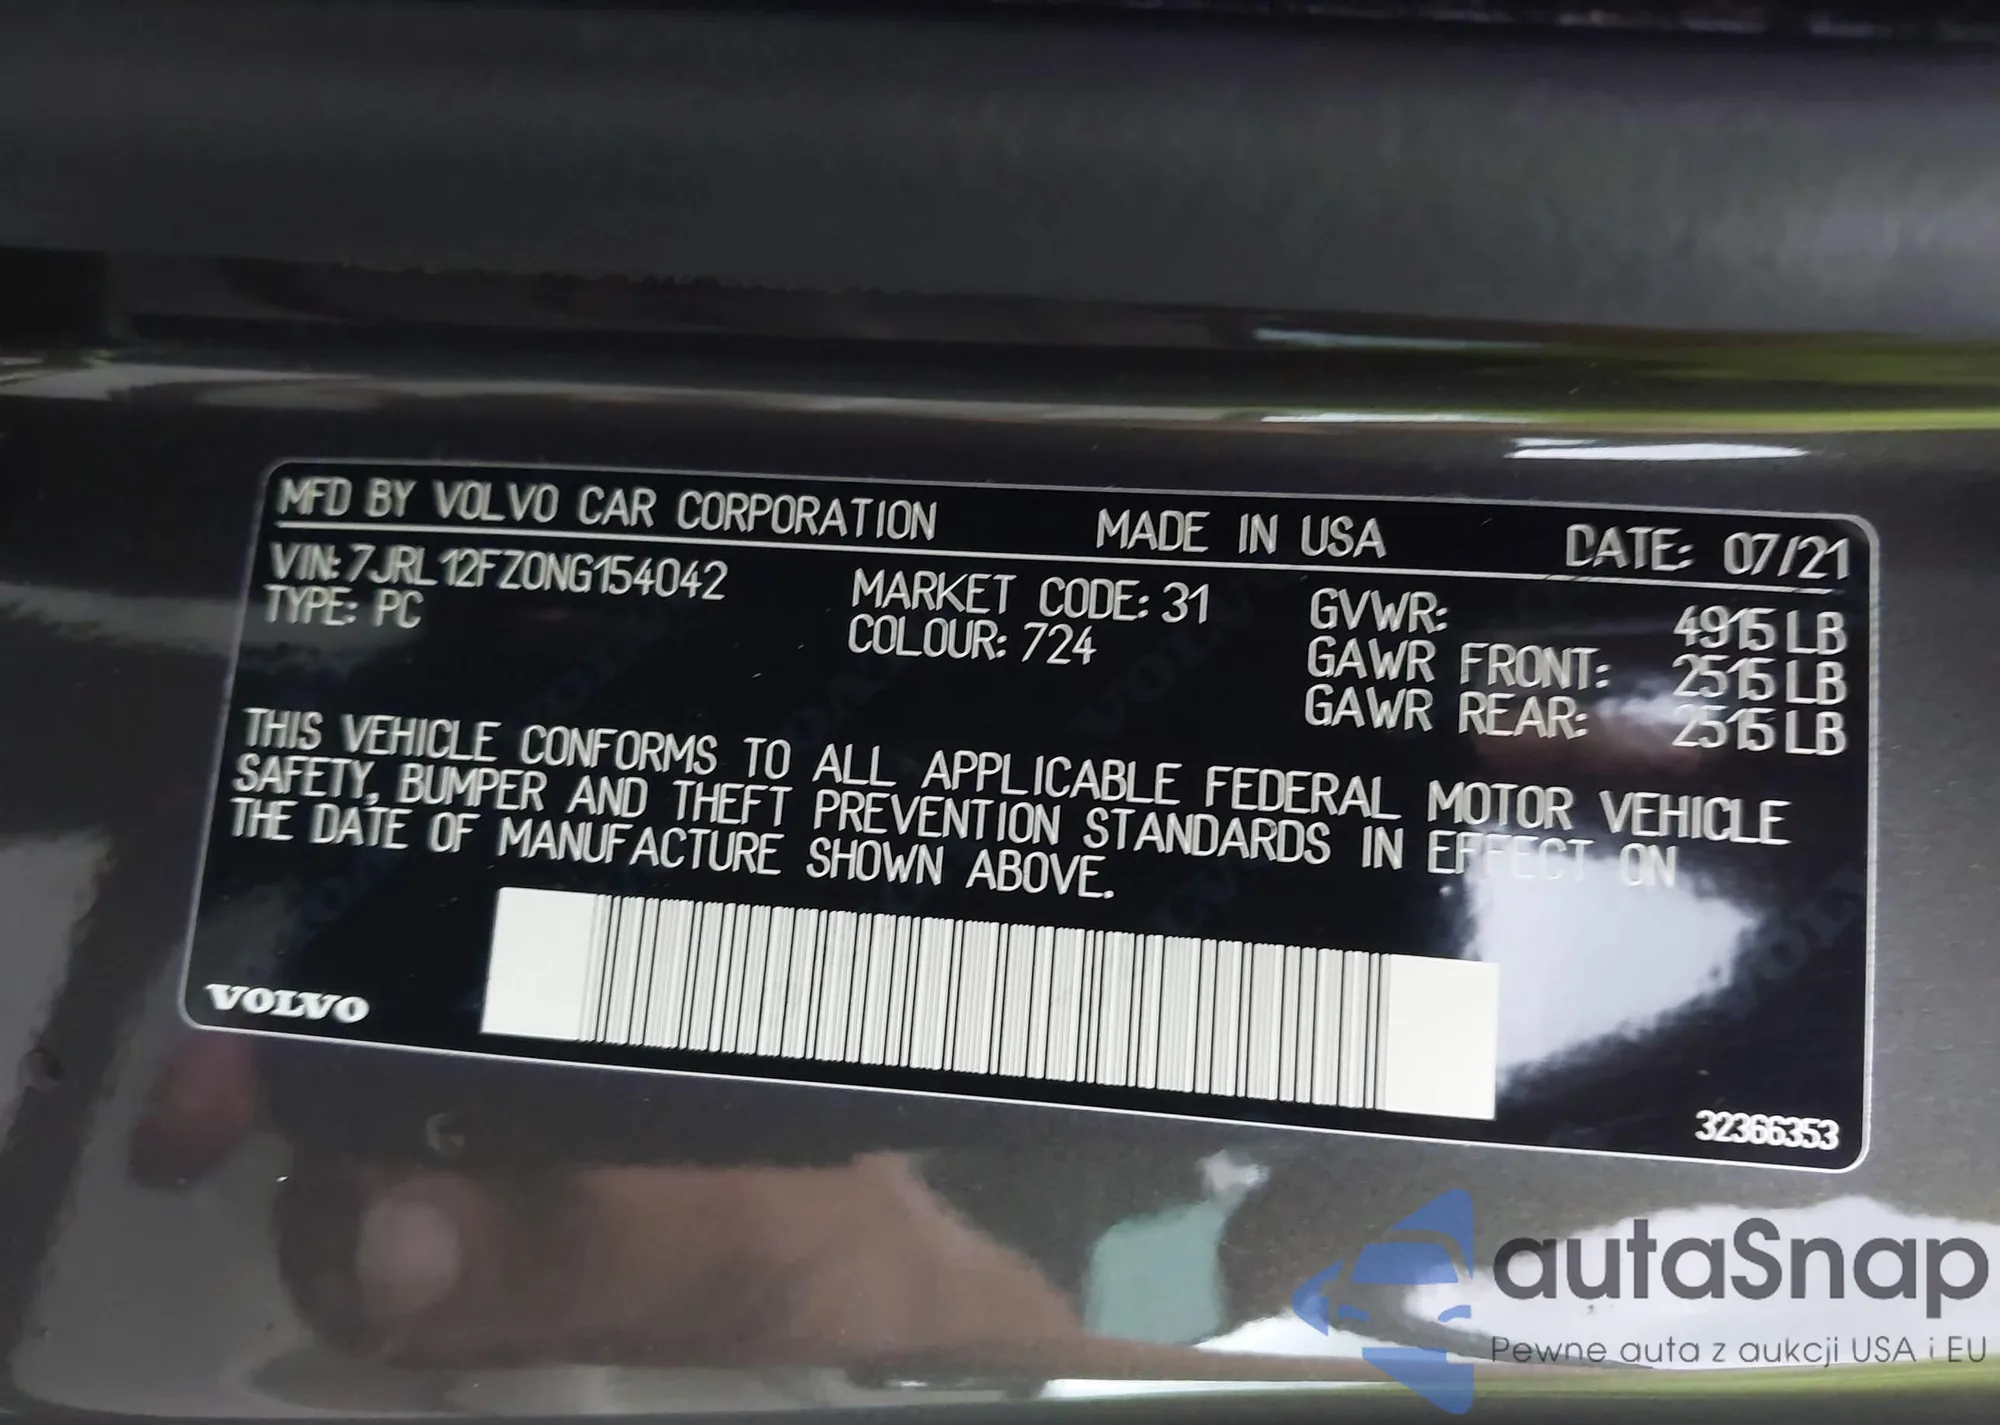 MFD BY VOLVO CAR CORPORATION MADE IN USA DATE: 07/21
VIN: 7JRL12FZ0NG154042 MARKET CODE: 31 GVWR: 4915 LB
TYPE: PC COLOUR: 724 GAWR FRONT: 2515 LB
GAWR REAR: 2515 LB
THIS VEHICLE CONFORMS TO ALL APPLICABLE FEDERAL MOTOR VEHICLE
SAFETY, BUMPER AND THEFT PREVENTION STANDARDS IN EFFECT ON
THE DATE OF MANUFACTURE SHOWN ABOVE.
VOLVO
32366353
autaSnap
Pewne auta z aukcji USA i EU